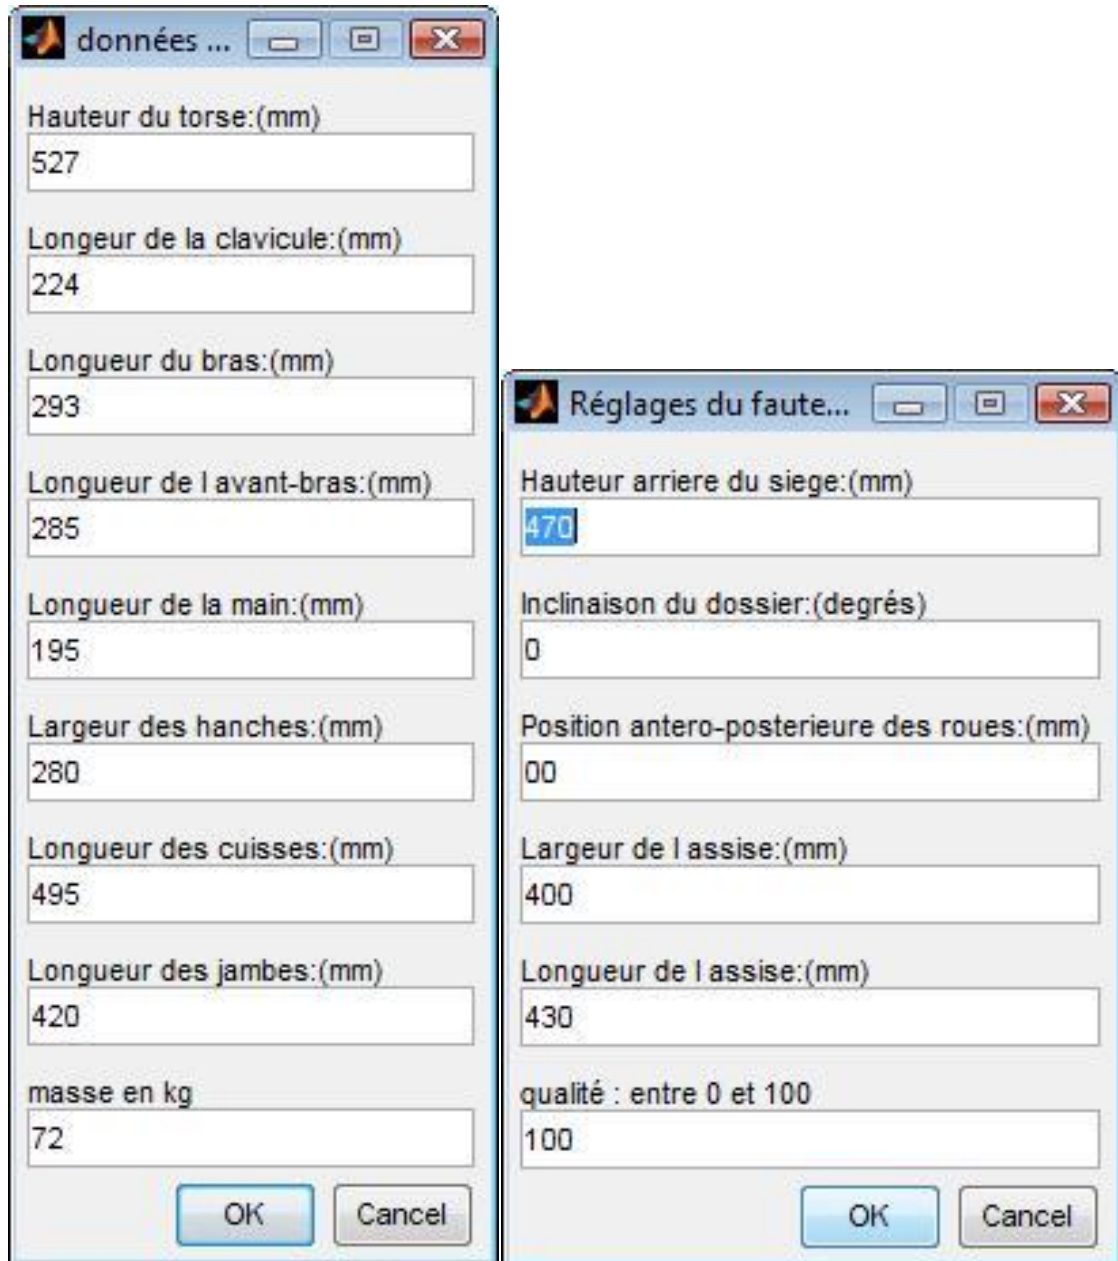 données ...
Hauteur du torse:(mm)
527
Longeur de la clavicule:(mm)
224
Longueur du bras:(mm)
293
Longueur de l avant-bras:(mm)
285
Longueur de la main:(mm)
195
Largeur des hanches:(mm)
280
Longueur des cuisses:(mm)
495
Longueur des jambes:(mm)
420
masse en kg
72
OK Cancel
Réglages du faute...
Hauteur arriere du siege:(mm)
470
Inclinaison du dossier:(degrés)
0
Position antero-posterieure des roues:(mm)
00
Largeur de l assise:(mm)
400
Longueur de l assise:(mm)
430
qualité : entre 0 et 100
100
OK Cancel